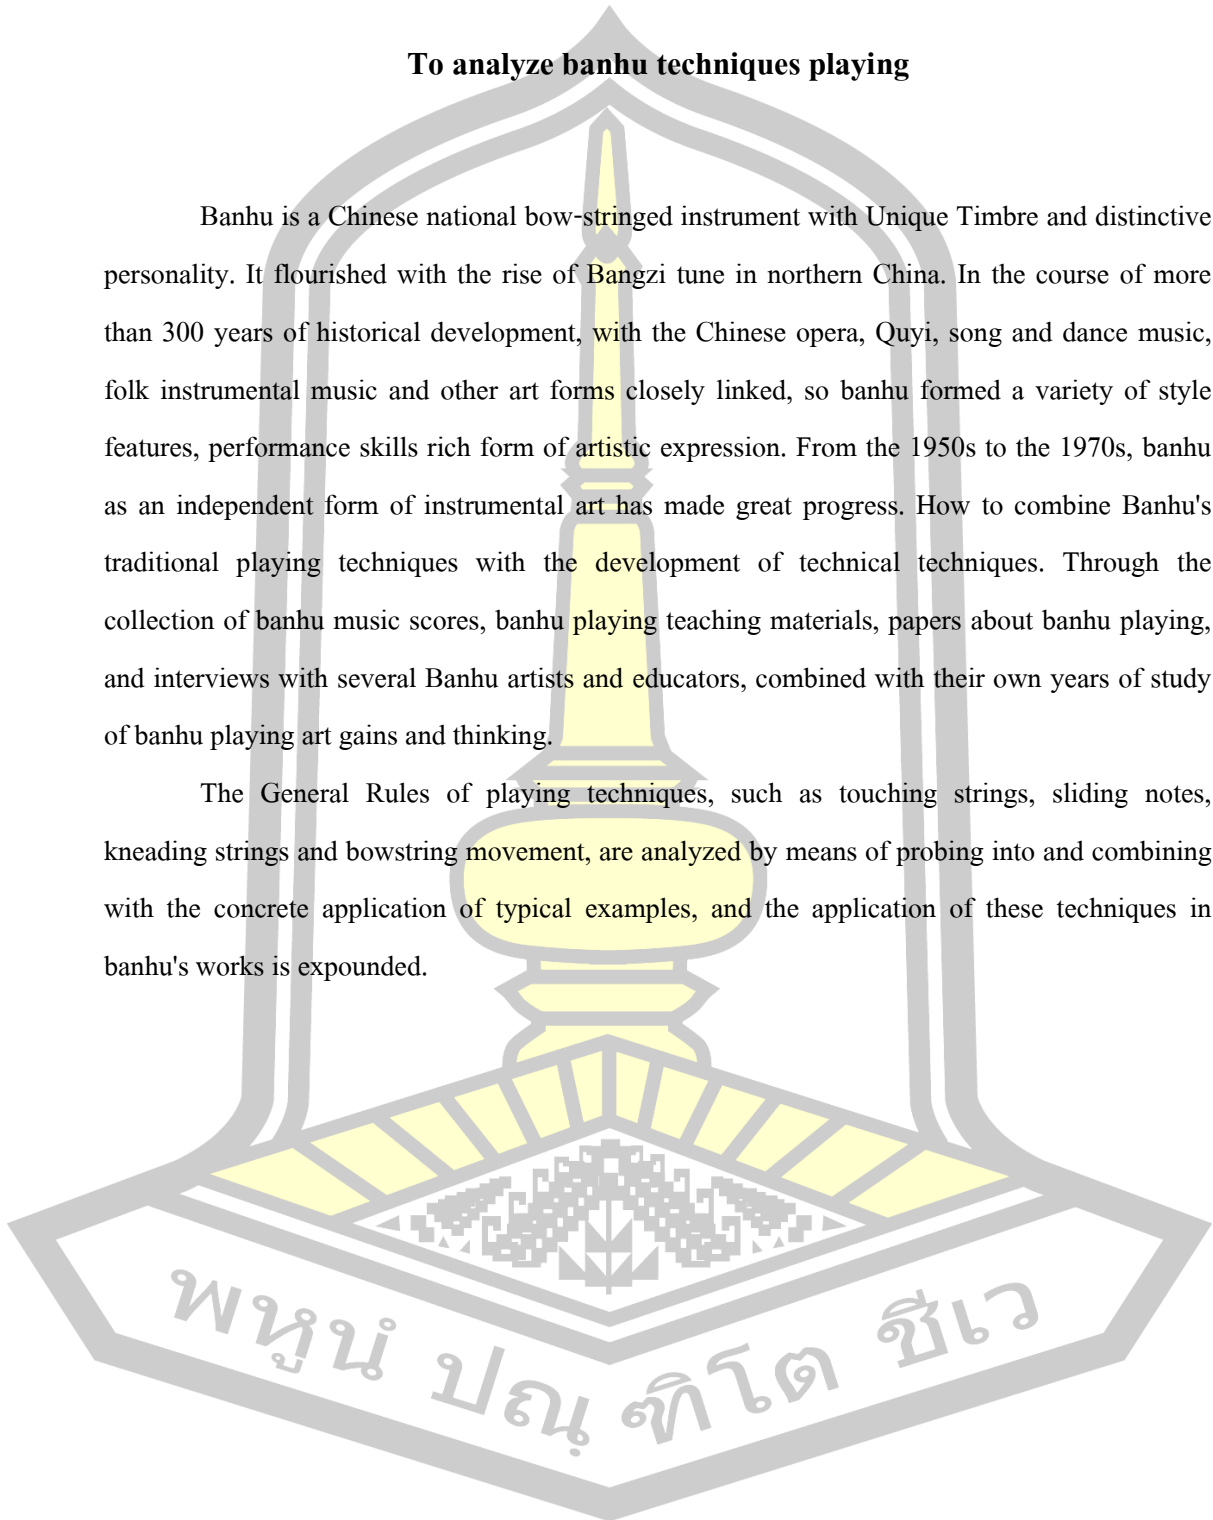 To analyze banhu techniques playing
Banhu is a Chinese national bow-stringed instrument with Unique Timbre and distinctive
personality. It flourished with the rise of Bangzi tune in northern China. In the course of more
than 300 years of historical development, with the Chinese opera, Quyi, song and dance music,
folk instrumental music and other art forms closely linked, so banhu formed a variety of style
features, performance skills rich form of artistic expression. From the 1950s to the 1970s, banhu
as an independent form of instrumental art has made great progress. How to combine Banhu's
traditional playing techniques with the development of technical techniques. Through the
collection of banhu music scores, banhu playing teaching materials, papers about banhu playing,
and interviews with several Banhu artists and educators, combined with their own years of study
of banhu playing art gains and thinking.
The General Rules of playing techniques, such as touching strings, sliding notes,
kneading strings and bowstring movement, are analyzed by means of probing into and combining
with the concrete application of typical examples, and the application of these techniques in
banhu's works is expounded.
พหูนํ ปณฺ ฑิโต ชีเว